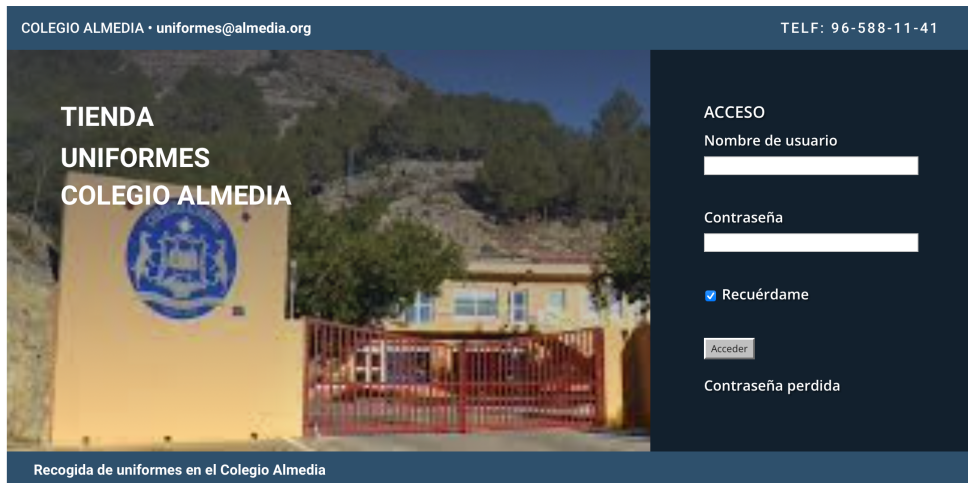 COLEGIO ALMEDIA • uniformes@almedia.org
TELF: 96-588-11-41
TIENDA
UNIFORMES
COLEGIO ALMEDIA
ACCESO
Nombre de usuario
Contraseña
Recuérdame
Acceder
Contraseña perdida
Recogida de uniformes en el Colegio Almedia